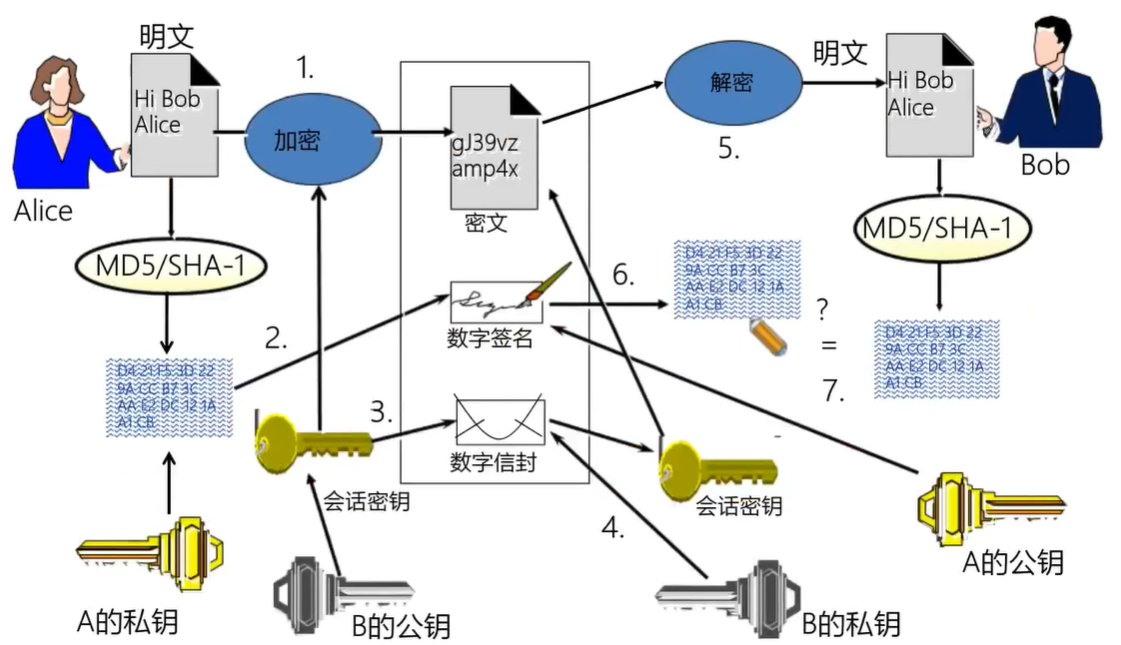 明文
Hi Bob
Alice
Alice
1.
加密
gJ39vz
amp4x
密文
解密
5.
明文
Hi Bob
Alice
Bob
MD5/SHA-1
MD5/SHA-1
D4 21 F5 3D 22
9A CC B7 3C
AA E2 DC 12 1A
A1 CB
2.
数字签名
6.
D4 21 F5 3D 22
9A CC B7 3C
AA E2 DC 12 1A
A1 CB
?
=
D4 21 F5 3D 22
9A CC B7 3C
AA E2 DC 12 1A
A1 CB
7.
3.
数字信封
会话密钥
会话密钥
4.
A的私钥
B的公钥
B的私钥
A的公钥